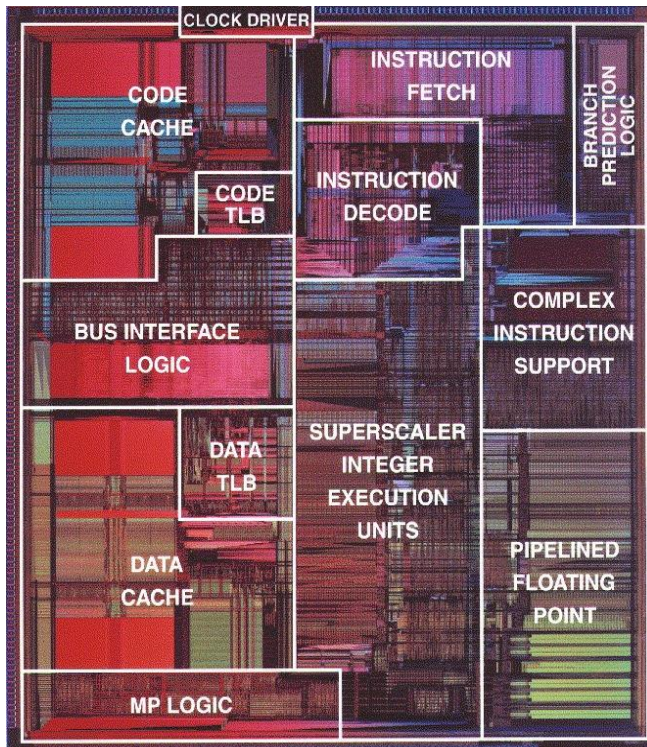 CLOCK DRIVER
CODE
CACHE
INSTRUCTION
FETCH
BRANCH
PREDICTION
LOGIC
CODE
TLB
INSTRUCTION
DECODE
BUS INTERFACE
LOGIC
COMPLEX
INSTRUCTION
SUPPORT
DATA
TLB
SUPERSCALER
INTEGER
EXECUTION
UNITS
DATA
CACHE
PIPELINED
FLOATING
POINT
MP LOGIC